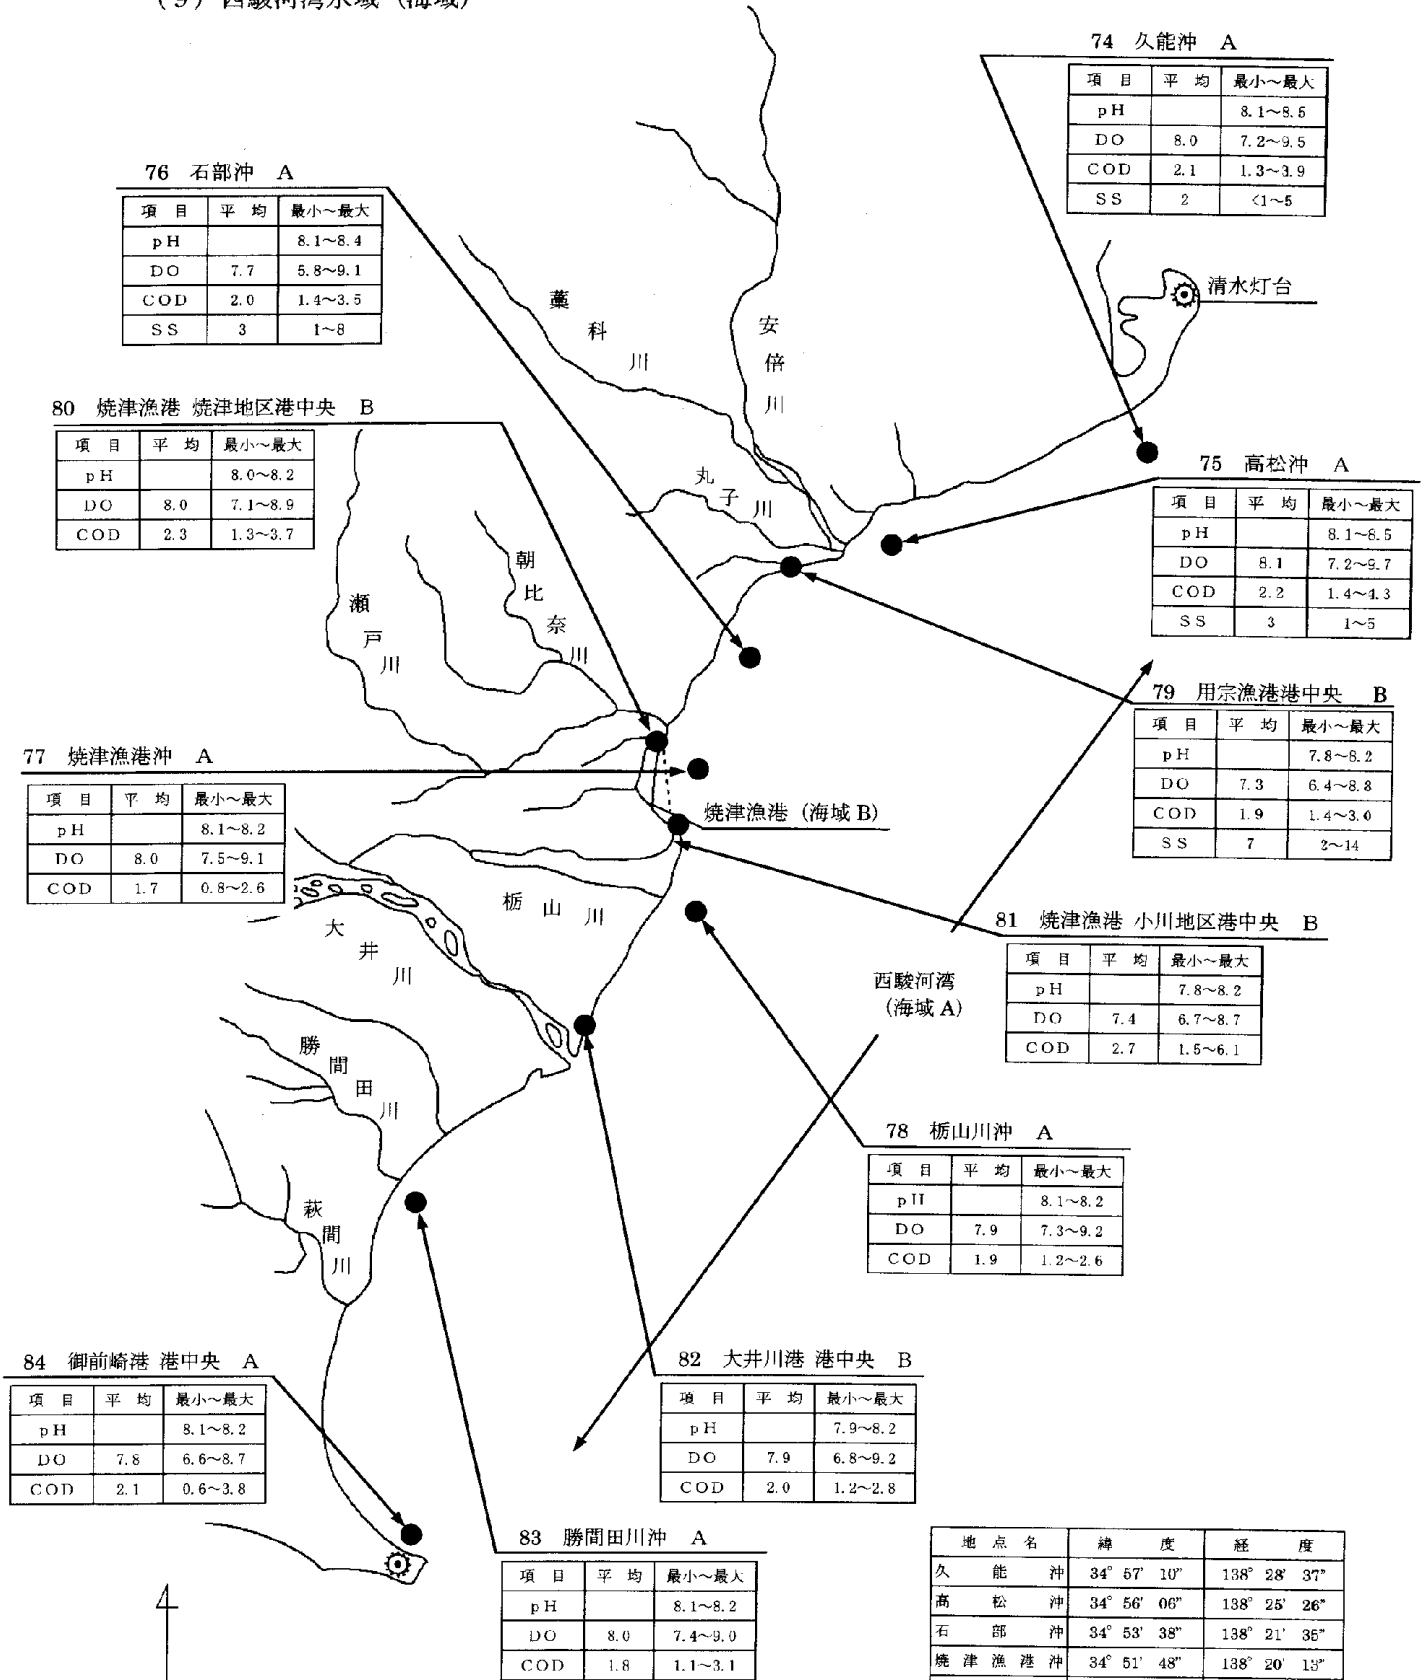 (9) 西駿河湾水域 (海域)
74 久能沖 A
項 目 平 均 最小～最大
pH 8.1～8.5
DO 8.0 7.2～9.5
COD 2.1 1.3～3.9
SS 2 <1～5
76 石部沖 A
項 目 平 均 最小～最大
pH 8.1～8.4
DO 7.7 5.8～9.1
COD 2.0 1.4～3.5
SS 3 1～8
清水灯台
藁科川
安倍川
80 焼津漁港 焼津地区港中央 B
項 目 平 均 最小～最大
pH 8.0～8.2
DO 8.0 7.1～8.9
COD 2.3 1.3～3.7
丸子川
75 高松沖 A
項 目 平 均 最小～最大
pH 8.1～8.5
DO 8.1 7.2～9.7
COD 2.2 1.4～4.3
SS 3 1～5
朝比奈川
瀬戸川
79 用宗漁港港中央 B
項 目 平 均 最小～最大
pH 7.8～8.2
DO 7.3 6.4～8.8
COD 1.9 1.4～3.0
SS 7 2～14
77 焼津漁港沖 A
項 目 平 均 最小～最大
pH 8.1～8.2
DO 8.0 7.5～9.1
COD 1.7 0.8～2.6
焼津漁港 (海域 B)
栃山川
大井川
81 焼津漁港 小川地区港中央 B
項 目 平 均 最小～最大
pH 7.8～8.2
DO 7.4 6.7～8.7
COD 2.7 1.5～6.1
西駿河湾
(海域 A)
勝間田川
78 栃山川沖 A
項 目 平 均 最小～最大
pH 8.1～8.2
DO 7.9 7.3～9.2
COD 1.9 1.2～2.6
萩間川
84 御前崎港 港中央 A
項 目 平 均 最小～最大
pH 8.1～8.2
DO 7.8 6.6～8.7
COD 2.1 0.6～3.8
82 大井川港 港中央 B
項 目 平 均 最小～最大
pH 7.9～8.2
DO 7.9 6.8～9.2
COD 2.0 1.2～2.8
83 勝間田川沖 A
項 目 平 均 最小～最大
pH 8.1～8.2
DO 8.0 7.4～9.0
COD 1.8 1.1～3.1
地 点 名 緯 度 経 度
久 能 沖 34° 57′ 10″ 138° 28′ 37″
高 松 沖 34° 56′ 06″ 138° 25′ 26″
石 部 沖 34° 53′ 38″ 138° 21′ 35″
焼 津 漁 港 沖 34° 51′ 48″ 138° 20′ 13″